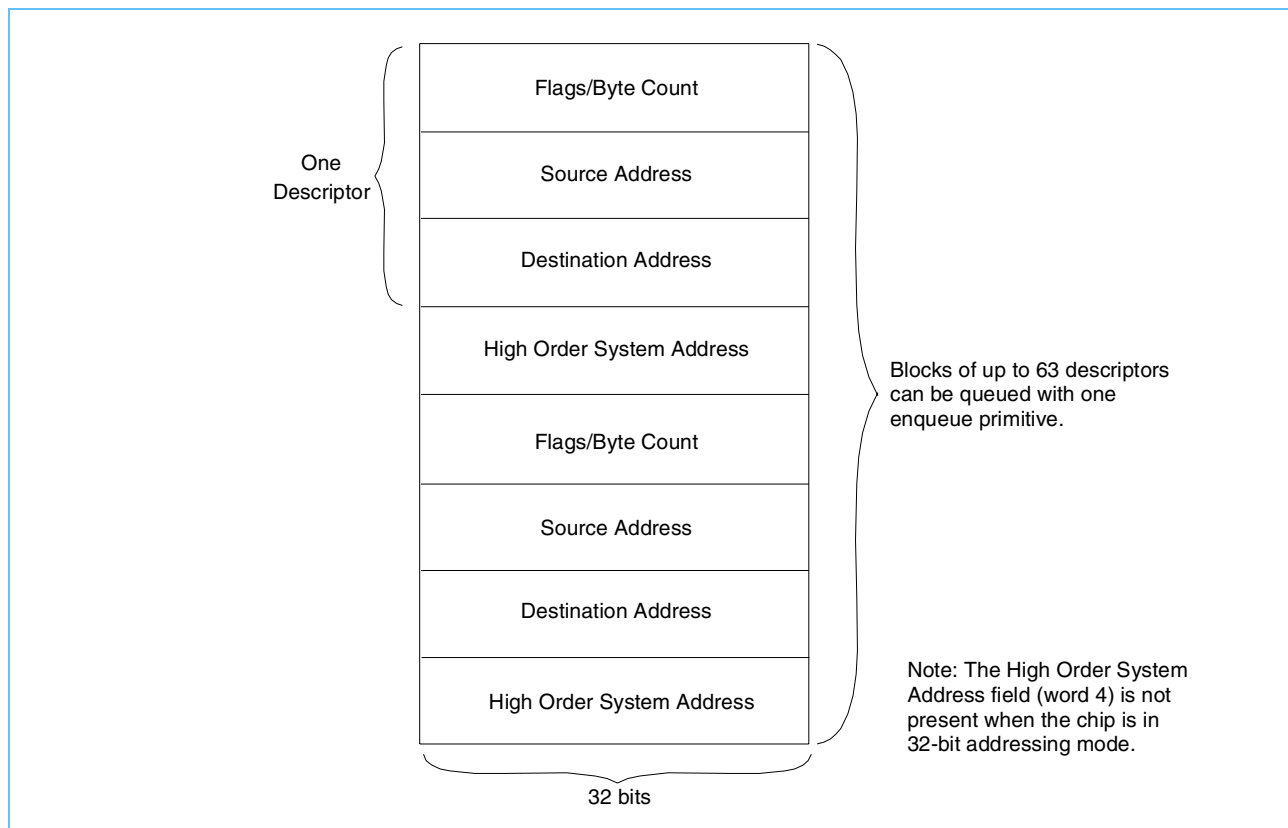 Flags/Byte Count
One
Descriptor
Source Address
Destination Address
High Order System Address
Blocks of up to 63 descriptors
can be queued with one
enqueue primitive.
Flags/Byte Count
Source Address
Destination Address
High Order System Address
Note: The High Order System
Address field (word 4) is not
present when the chip is in
32-bit addressing mode.
32 bits